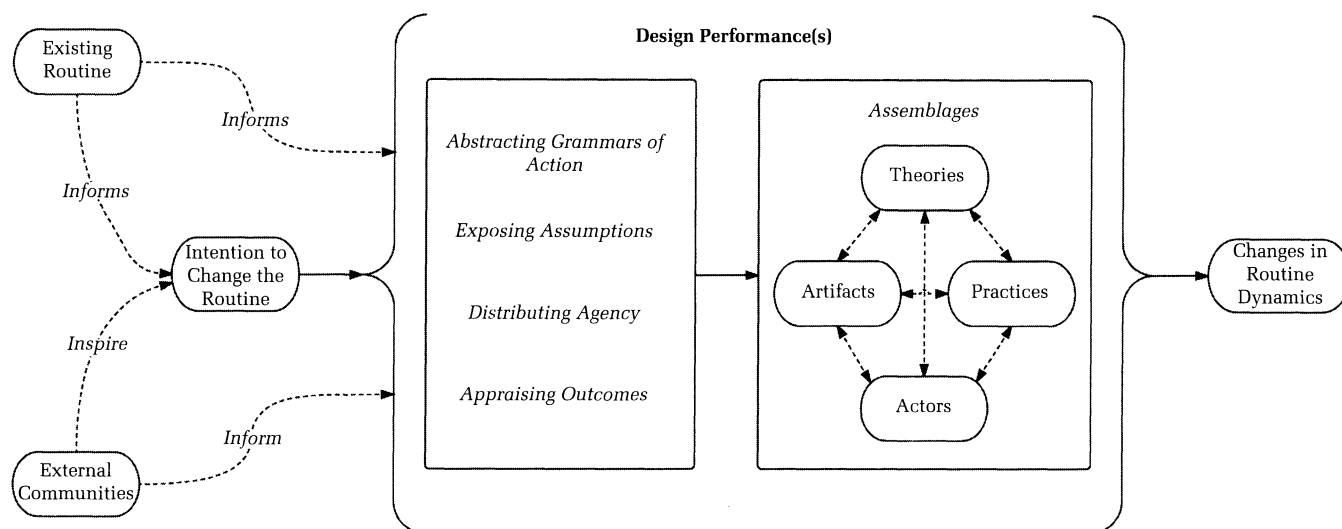 Design Performance(s)
Existing
Routine
Informs
Informs
Intention to
Change the
Routine
Inspire
Inform
External
Communities
Abstracting Grammars of
Action
Exposing Assumptions
Distributing Agency
Appraising Outcomes
Assemblages
Theories
Artifacts
Practices
Actors
Changes in
Routine
Dynamics